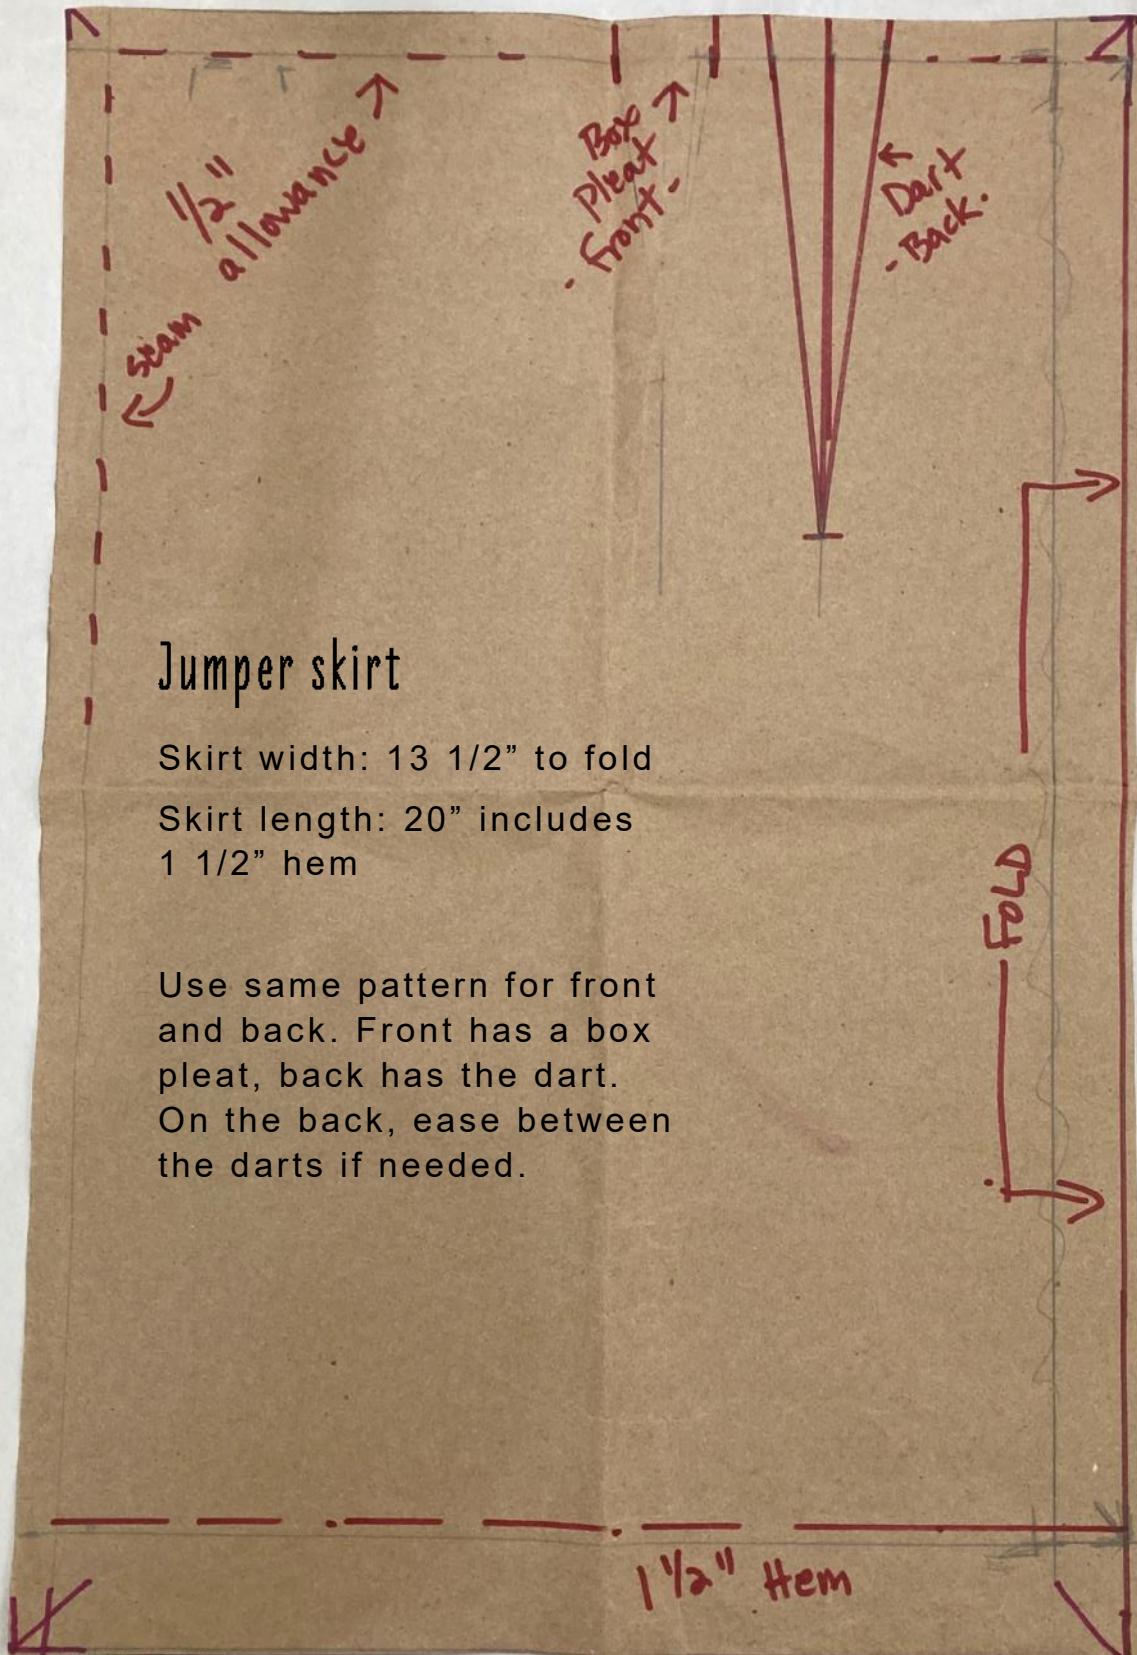 1/2"
allowance
seam
Box
Pleat
- Front -
Dart
- Back.
Jumper skirt
Skirt width: 13 1/2” to fold
Skirt length: 20” includes
1 1/2” hem
Fold
Use same pattern for front
and back. Front has a box
pleat, back has the dart.
On the back, ease between
the darts if needed.
1 1/2" Hem